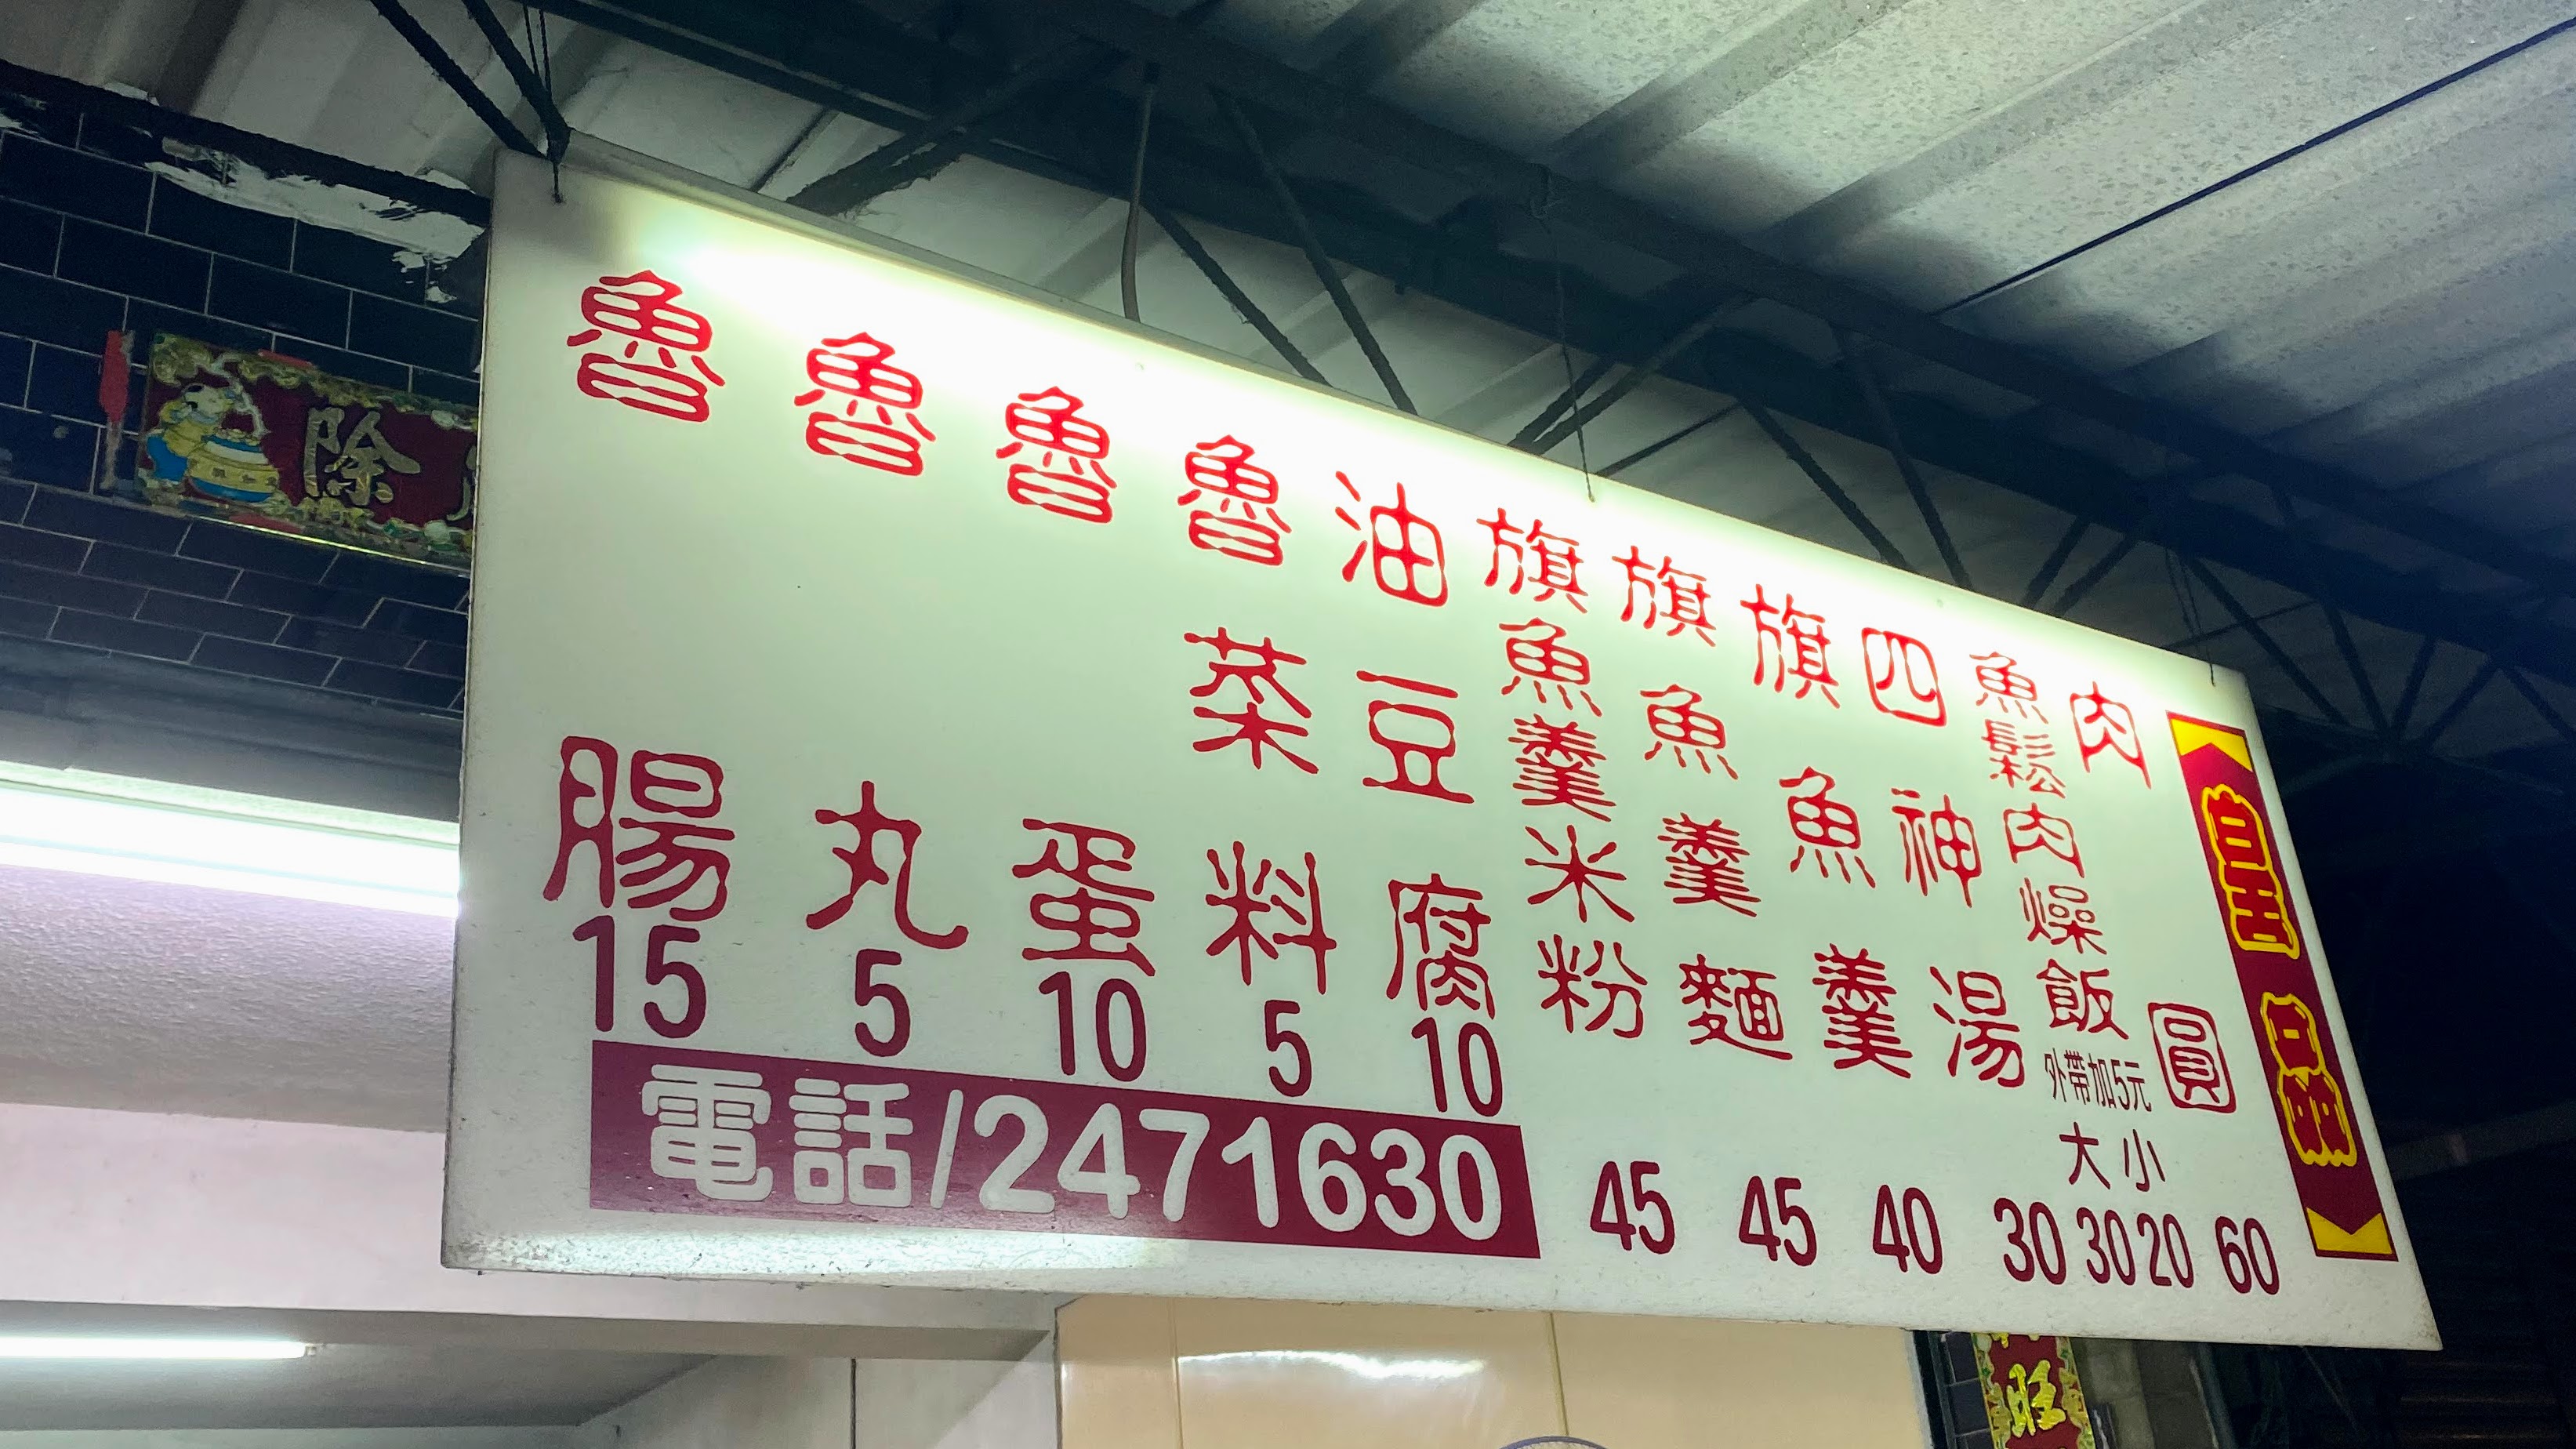 皇品
肉圓 60
魚鬆肉燥飯 外帶加5元 大 30 小 20
四神湯 30
旗魚羹 40
旗魚羹麵 45
旗魚羹米粉 45
油豆腐 10
魯菜料 5
魯蛋 10
魯丸 5
魯腸 15
電話/2471630
除
旺